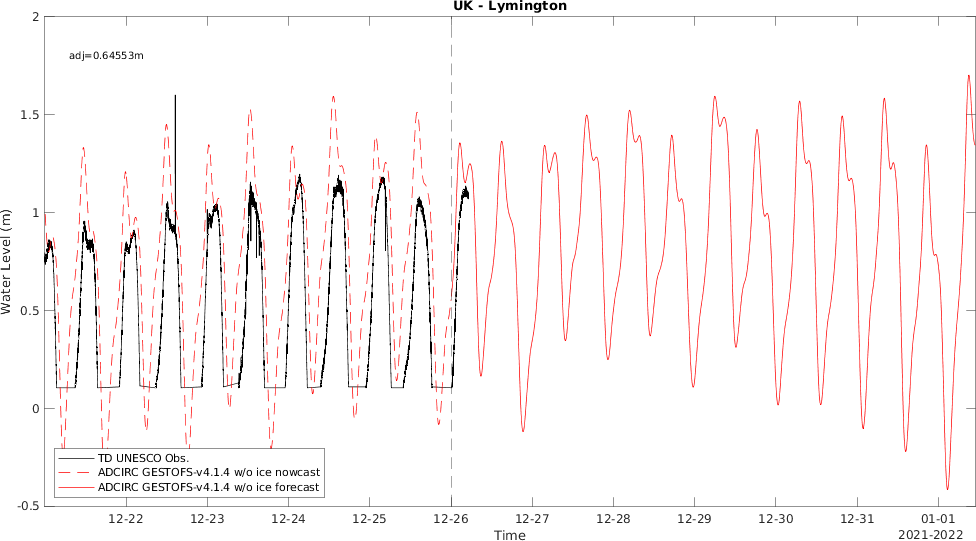 UK - Lymington
adj=0.64553m
Water Level (m)
2
1.5
1
0.5
0
-0.5
TD UNESCO Obs.
ADCIRC GESTOFS-v4.1.4 w/o ice nowcast
ADCIRC GESTOFS-v4.1.4 w/o ice forecast
12-22 12-23 12-24 12-25 12-26 12-27 12-28 12-29 12-30 12-31 01-01
Time
2021-2022